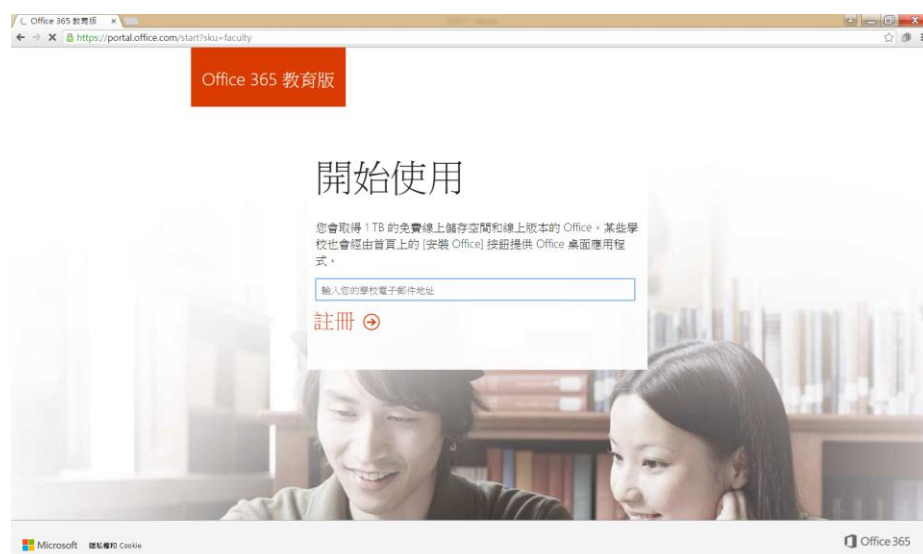 Office 365 教育版
https://portal.office.com/start?sku=faculty
Office 365 教育版
開始使用
您會取得 1 TB 的免費線上儲存空間和線上版本的 Office。某些學
校也會經由首頁上的 [安裝 Office] 按鈕提供 Office 桌面應用程
式。
輸入您的學校電子郵件地址
註冊
Microsoft 隱私權和 Cookie
Office 365